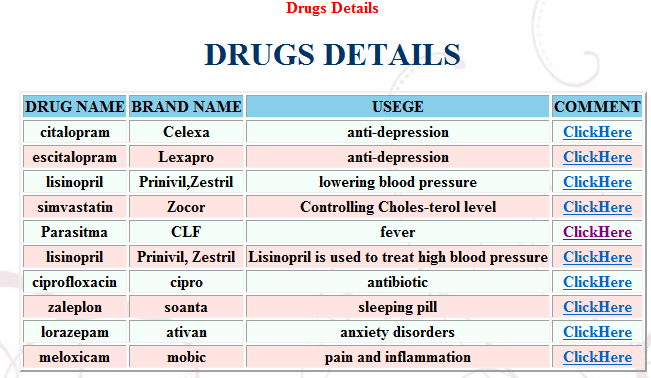 Drugs Details
DRUGS DETAILS
DRUG NAME BRAND NAME USEGE COMMENT
citalopram Celexa anti-depression ClickHere
escitalopram Lexapro anti-depression ClickHere
lisinopril Prinivil,Zestril lowering blood pressure ClickHere
simvastatin Zocor Controlling Choles-terol level ClickHere
Parasitma CLF fever ClickHere
lisinopril Prinivil, Zestril Lisinopril is used to treat high blood pressure ClickHere
ciprofloxacin cipro antibiotic ClickHere
zaleplon soanta sleeping pill ClickHere
lorazepam ativan anxiety disorders ClickHere
meloxicam mobic pain and inflammation ClickHere